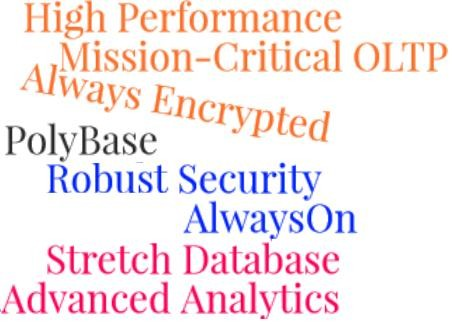 High Performance
Mission-Critical OLTP
Always Encrypted
PolyBase
Robust Security
AlwaysOn
Stretch Database
Advanced Analytics